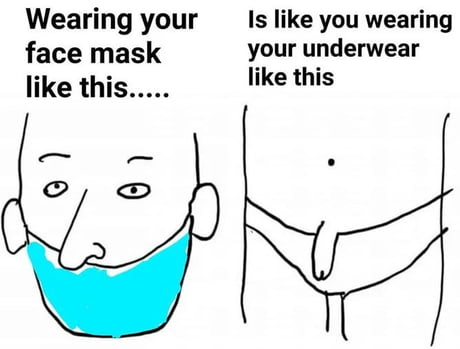 Wearing your
face mask
like this.....
Is like you wearing
your underwear
like this